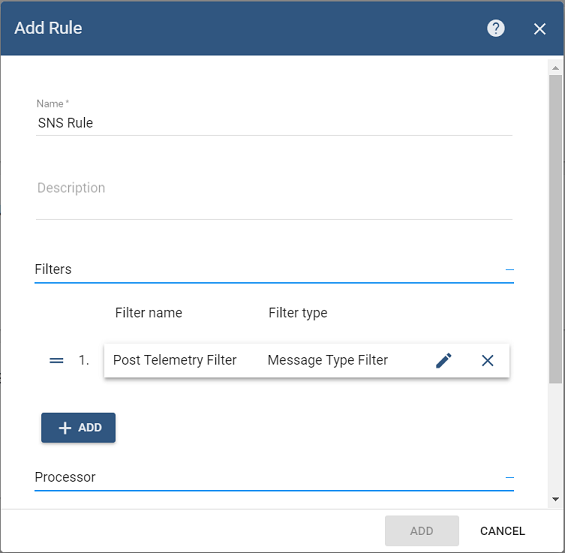 Add Rule
Name *
SNS Rule
Description
Filters
Filter name Filter type
1. Post Telemetry Filter Message Type Filter
ADD
Processor
ADD CANCEL